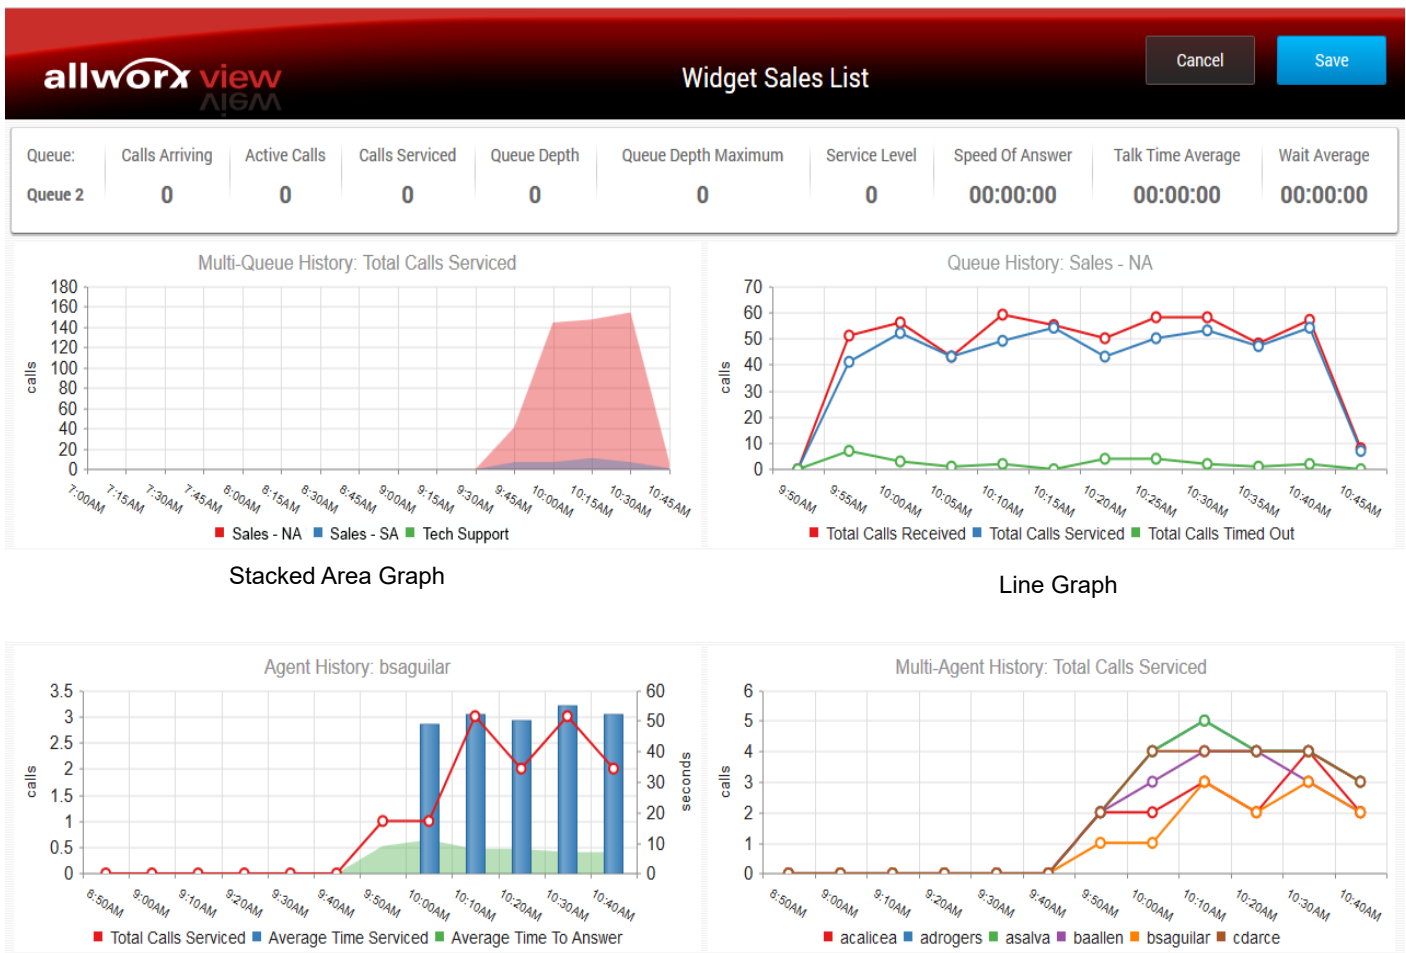 allworx view
Widget Sales List
Cancel
Save
Queue: Calls Arriving Active Calls Calls Serviced Queue Depth Queue Depth Maximum Service Level Speed Of Answer Talk Time Average Wait Average
Queue 2 0 0 0 0 0 0 00:00:00 00:00:00 00:00:00
Multi-Queue History: Total Calls Serviced
180
160
140
120
100
80
60
40
20
0
calls
7:00AM 7:15AM 7:30AM 7:45AM 8:00AM 8:15AM 8:30AM 8:45AM 9:00AM 9:15AM 9:30AM 9:45AM 10:00AM 10:15AM 10:30AM 10:45AM
Sales - NA Sales - SA Tech Support
Stacked Area Graph
Queue History: Sales - NA
70
60
50
40
30
20
10
0
calls
9:50AM 9:55AM 10:00AM 10:05AM 10:10AM 10:15AM 10:20AM 10:25AM 10:30AM 10:35AM 10:40AM 10:45AM
Total Calls Received Total Calls Serviced Total Calls Timed Out
Line Graph
Agent History: bsaguilar
3.5
3
2.5
2
1.5
1
0.5
0
calls
60
50
40
30
20
10
0
seconds
8:50AM 9:00AM 9:10AM 9:20AM 9:30AM 9:40AM 9:50AM 10:00AM 10:10AM 10:20AM 10:30AM 10:40AM
Total Calls Serviced Average Time Serviced Average Time To Answer
Multi-Agent History: Total Calls Serviced
6
5
4
3
2
1
0
calls
8:50AM 9:00AM 9:10AM 9:20AM 9:30AM 9:40AM 9:50AM 10:00AM 10:10AM 10:20AM 10:30AM 10:40AM
acalicea adrogers asalva baallen bsaguilar cdarce